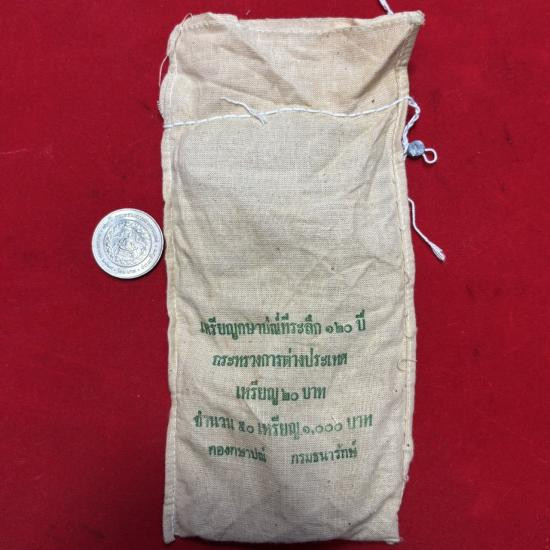 เหรียญกษาปณ์ที่ระลึก ๑๒๐ ปี
กระทรวงการต่างประเทศ
เหรียญ ๒๐ บาท
จำนวน ๕๐ เหรียญ ๑,๐๐๐ บาท
กองกษาปณ์ กรมธนารักษ์